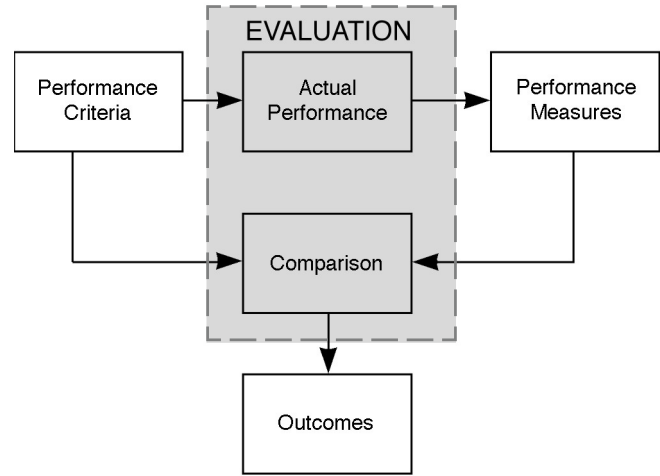 EVALUATION
Performance
Criteria
Actual
Performance
Performance
Measures
Comparison
Outcomes